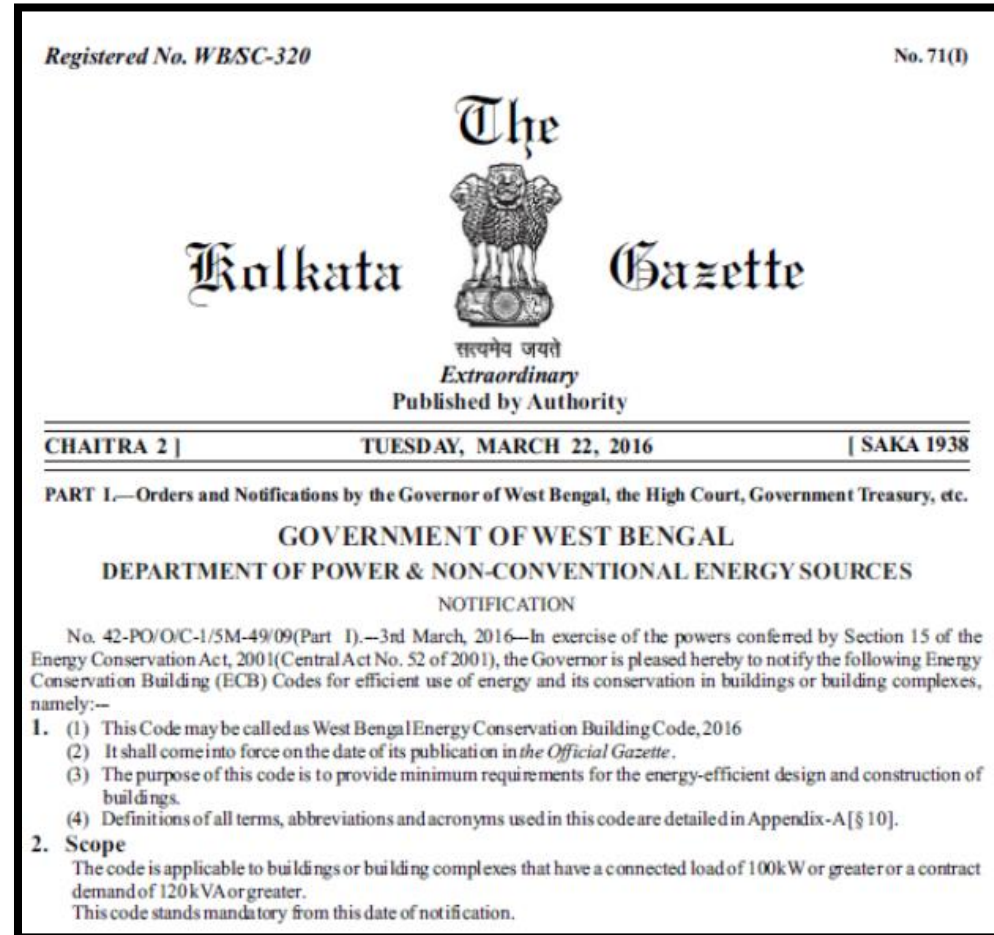 Registered No. WB/SC-320
No. 71(I)
The
Kolkata
Gazette
सत्यमेव जयते
Extraordinary
Published by Authority
CHAITRA 2 ]
TUESDAY, MARCH 22, 2016
[ SAKA 1938
PART I.—Orders and Notifications by the Governor of West Bengal, the High Court, Government Treasury, etc.
GOVERNMENT OF WEST BENGAL
DEPARTMENT OF POWER & NON-CONVENTIONAL ENERGY SOURCES
NOTIFICATION
No. 42-PO/O/C-1/5M-49/09(Part I).—3rd March, 2016—In exercise of the powers conferred by Section 15 of the
Energy Conservation Act, 2001(Central Act No. 52 of 2001), the Governor is pleased hereby to notify the following Energy
Conservation Building (ECB) Codes for efficient use of energy and its conservation in buildings or building complexes,
namely:—
1. (1) This Code may be called as West Bengal Energy Conservation Building Code, 2016
(2) It shall come into force on the date of its publication in the Official Gazette.
(3) The purpose of this code is to provide minimum requirements for the energy-efficient design and construction of
buildings.
(4) Definitions of all terms, abbreviations and acronyms used in this code are detailed in Appendix-A[§ 10].
2. Scope
The code is applicable to buildings or building complexes that have a connected load of 100kW or greater or a contract
demand of 120 kVA or greater.
This code stands mandatory from this date of notification.